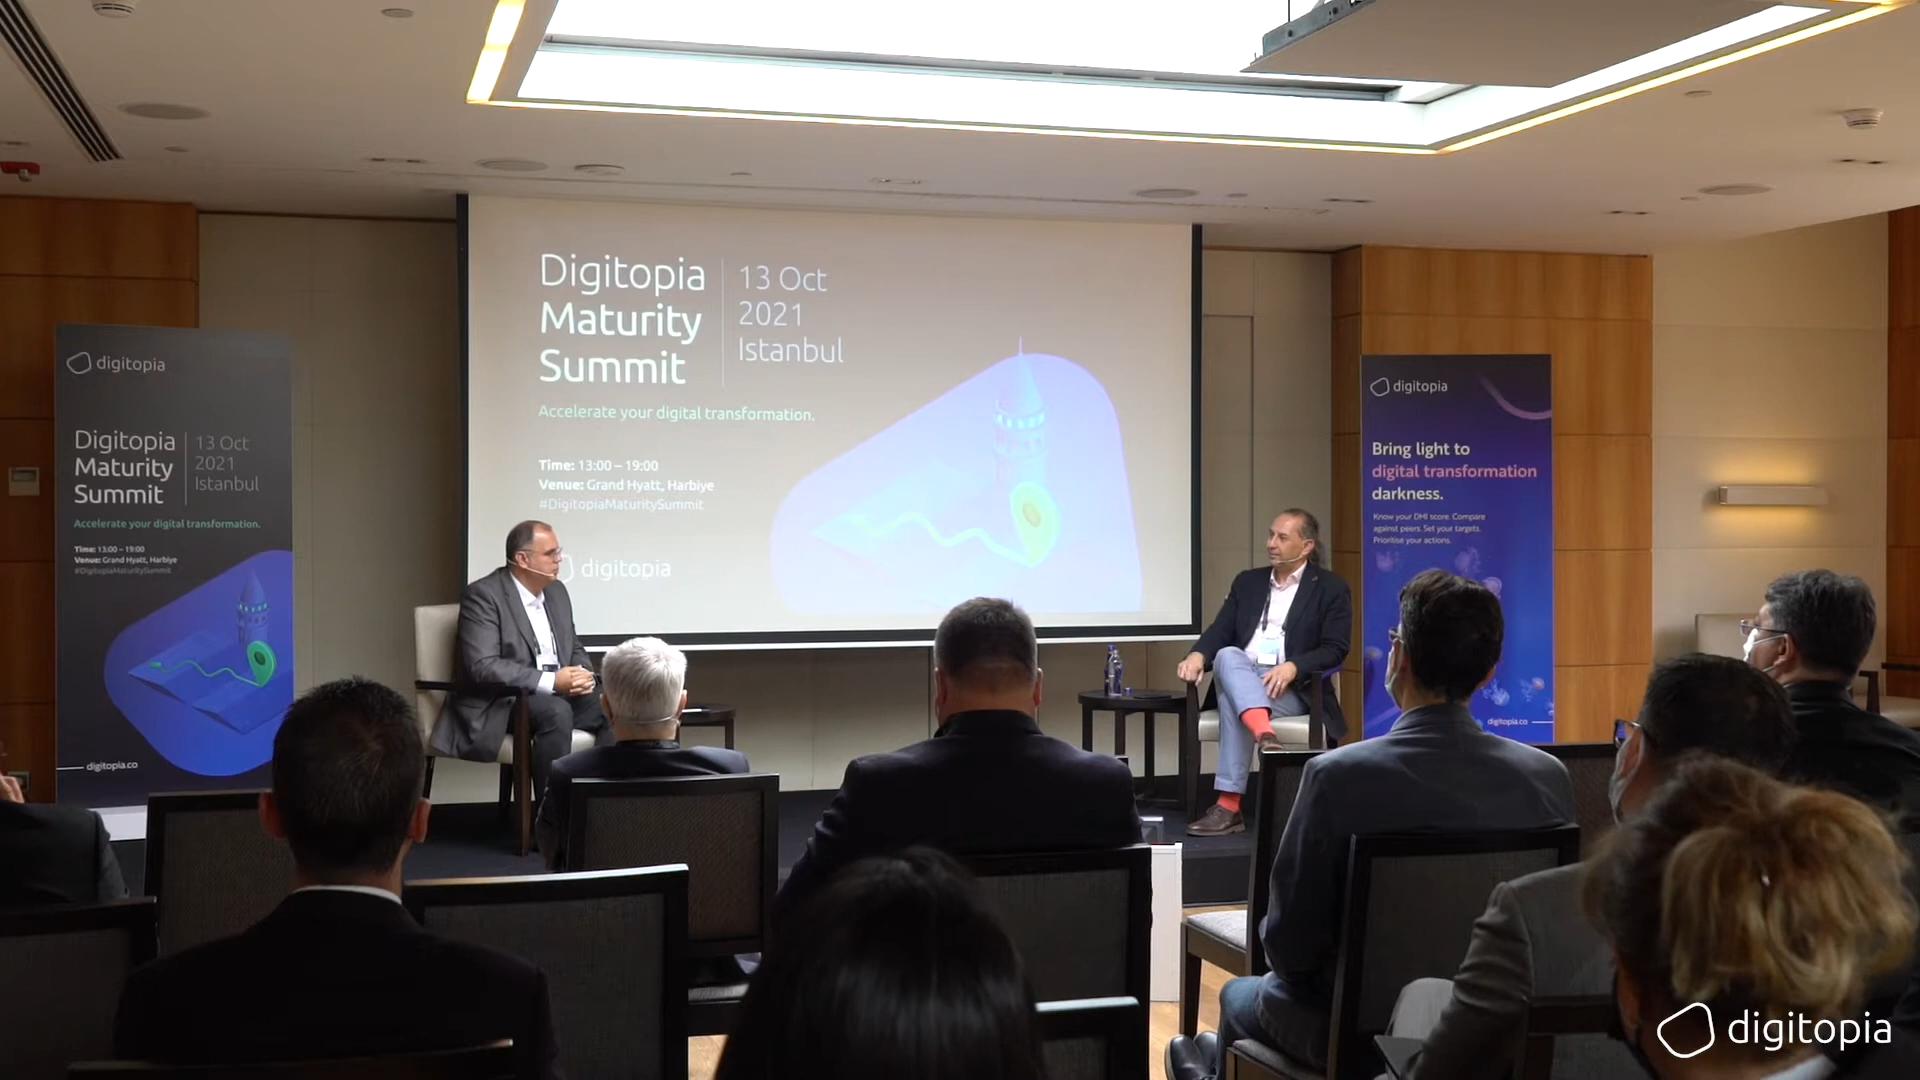 Digitopia
Maturity
Summit
13 Oct
2021
Istanbul
Accelerate your digital transformation.
Time: 13:00 – 19:00
Venue: Grand Hyatt, Harbiye
#DigitopiaMaturitySummit
digitopia
digitopia
Digitopia
Maturity
Summit
13 Oct
2021
Istanbul
Accelerate your digital transformation.
Time: 13:00 – 19:00
Venue: Grand Hyatt, Harbiye
#DigitopiaMaturitySummit
digitopia.co
digitopia
Bring light to
digital transformation
darkness.
Know your DMI score. Compare
against peers. Set your targets.
Prioritise your actions.
digitopia.co
digitopia